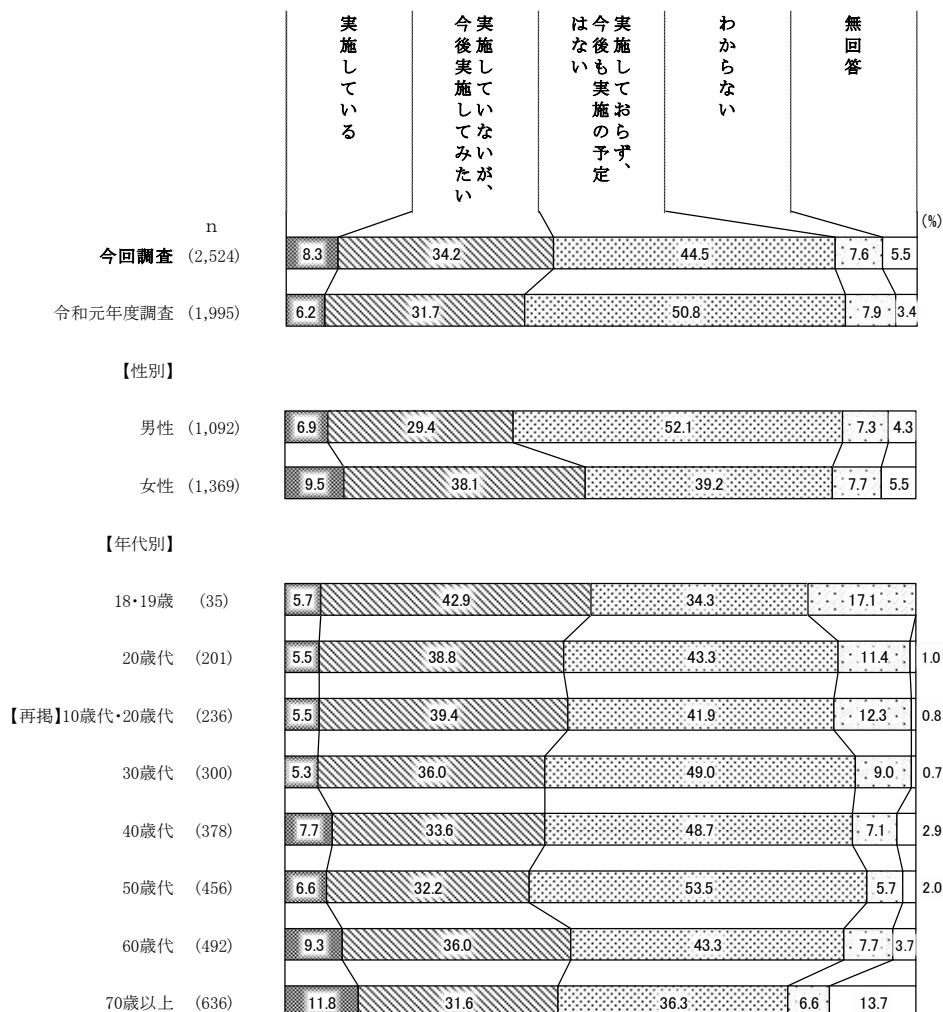 実施している
実施していないが、
今後実施してみたい
実施しておらず、
今後も実施の予定
はない
わからない
無回答
(%)
n
今回調査 (2,524) 8.3 34.2 44.5 7.6 5.5
令和元年度調査 (1,995) 6.2 31.7 50.8 7.9 3.4
【性別】
男性 (1,092) 6.9 29.4 52.1 7.3 4.3
女性 (1,369) 9.5 38.1 39.2 7.7 5.5
【年代別】
18・19歳 (35) 5.7 42.9 34.3 17.1
20歳代 (201) 5.5 38.8 43.3 11.4 1.0
【再掲】10歳代・20歳代 (236) 5.5 39.4 41.9 12.3 0.8
30歳代 (300) 5.3 36.0 49.0 9.0 0.7
40歳代 (378) 7.7 33.6 48.7 7.1 2.9
50歳代 (456) 6.6 32.2 53.5 5.7 2.0
60歳代 (492) 9.3 36.0 43.3 7.7 3.7
70歳以上 (636) 11.8 31.6 36.3 6.6 13.7